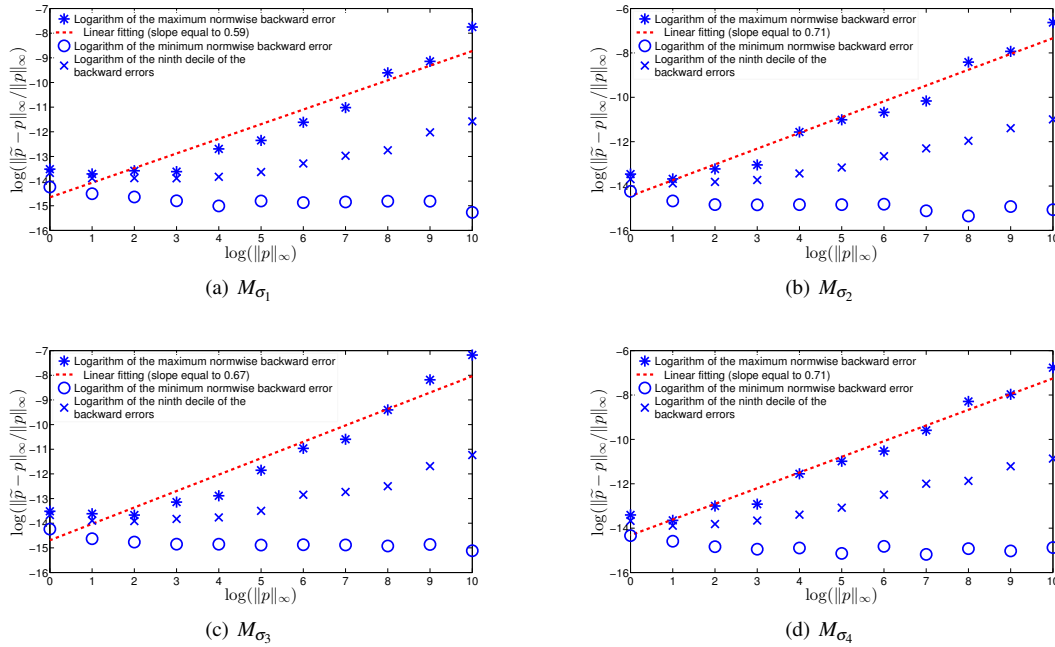 Logarithm of the maximum normwise backward error
Linear fitting (slope equal to 0.59)
Logarithm of the minimum normwise backward error
Logarithm of the ninth decile of the
backward errors
log(‖p̃ − p‖∞/‖p‖∞)
−7
−8
−9
−10
−11
−12
−13
−14
−15
−16
0 1 2 3 4 5 6 7 8 9 10
log(‖p‖∞)
(a) Mσ1
Logarithm of the maximum normwise backward error
Linear fitting (slope equal to 0.71)
Logarithm of the minimum normwise backward error
Logarithm of the ninth decile of the
backward errors
log(‖p̃ − p‖∞/‖p‖∞)
−6
−8
−10
−12
−14
−16
0 1 2 3 4 5 6 7 8 9 10
log(‖p‖∞)
(b) Mσ2
Logarithm of the maximum normwise backward error
Linear fitting (slope equal to 0.67)
Logarithm of the minimum normwise backward error
Logarithm of the ninth decile of the
backward errors
log(‖p̃ − p‖∞/‖p‖∞)
−7
−8
−9
−10
−11
−12
−13
−14
−15
−16
0 1 2 3 4 5 6 7 8 9 10
log(‖p‖∞)
(c) Mσ3
Logarithm of the maximum normwise backward error
Linear fitting (slope equal to 0.71)
Logarithm of the minimum normwise backward error
Logarithm of the ninth decile of the
backward errors
log(‖p̃ − p‖∞/‖p‖∞)
−6
−8
−10
−12
−14
−16
0 1 2 3 4 5 6 7 8 9 10
log(‖p‖∞)
(d) Mσ4